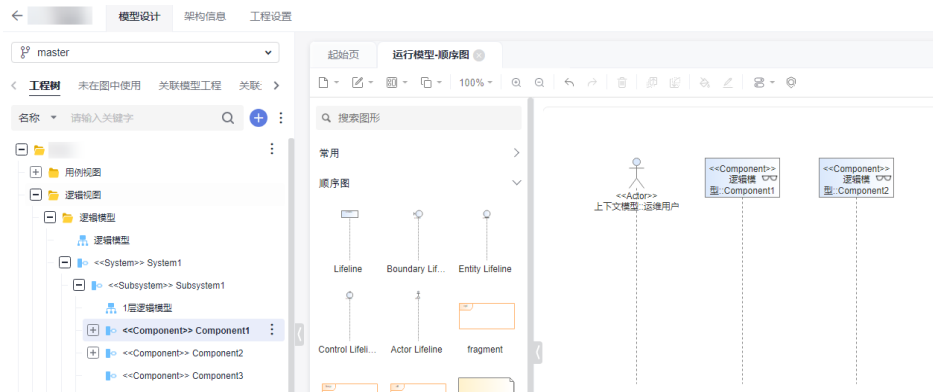 模型设计 架构信息 工程设置
master
起始页 运行模型-顺序图
工程树 未在图中使用 关联模型工程 关联
100%
名称 请输入关键字
搜索图形
常用
用例视图
顺序图
逻辑视图
逻辑模型
逻辑模型
<<System>> System1
<<Subsystem>> Subsystem1
1层逻辑模型
<<Component>> Component1
<<Component>> Component2
<<Component>> Component3
Lifeline Boundary Lif... Entity Lifeline
Control Lifeli... Actor Lifeline fragment
<<Actor>>
上下文模型::运维用户
<<Component>>
逻辑模
型::Component1
<<Component>>
逻辑模
型::Component2